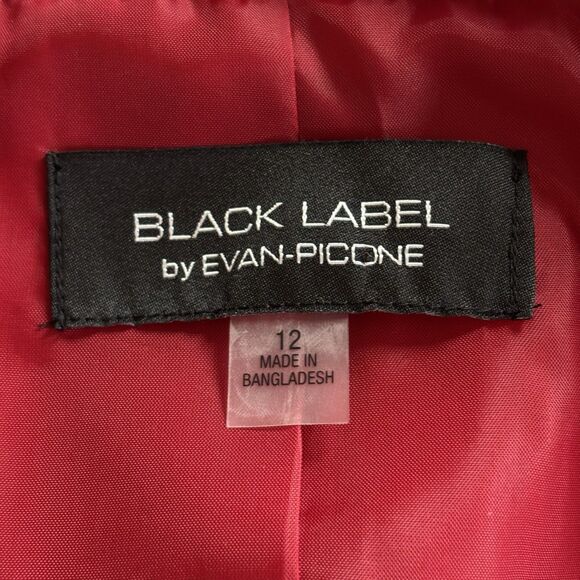 BLACK LABEL
by EVAN-PICONE
12
MADE IN
BANGLADESH